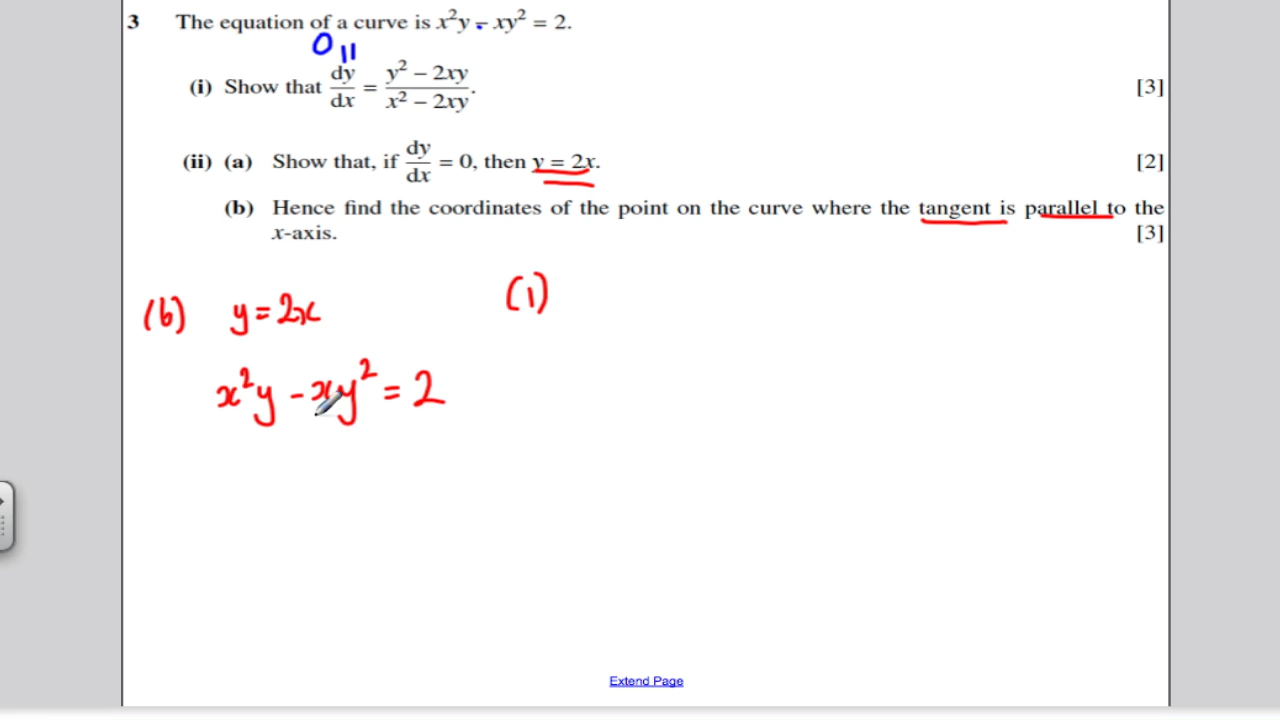 3 The equation of a curve is x²y - xy² = 2.
0 11
(i) Show that dy/dx = (y² − 2xy)/(x² − 2xy). [3]
(ii) (a) Show that, if dy/dx = 0, then y = 2x. [2]
(b) Hence find the coordinates of the point on the curve where the tangent is parallel to the
x-axis. [3]
(b) y = 2x (1)
x²y - xy² = 2
Extend Page